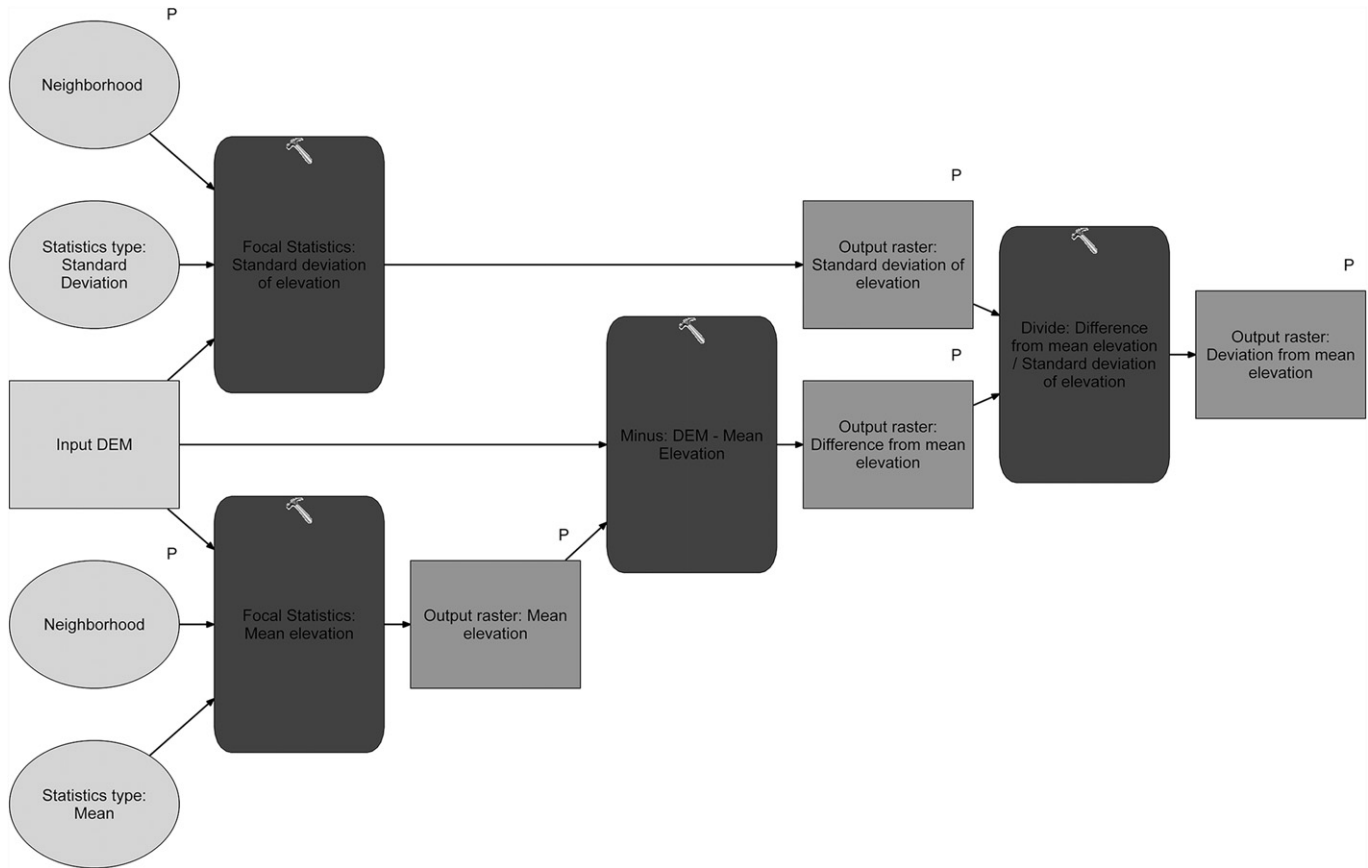 P
Neighborhood
Statistics type:
Standard
Deviation
Focal Statistics:
Standard deviation
of elevation
P
Output raster:
Standard deviation of
elevation
Input DEM
Minus: DEM - Mean
Elevation
P
Output raster:
Difference from mean
elevation
Divide: Difference
from mean elevation
/ Standard deviation
of elevation
P
Output raster:
Deviation from mean
elevation
P
Neighborhood
Focal Statistics:
Mean elevation
P
Output raster: Mean
elevation
Statistics type:
Mean